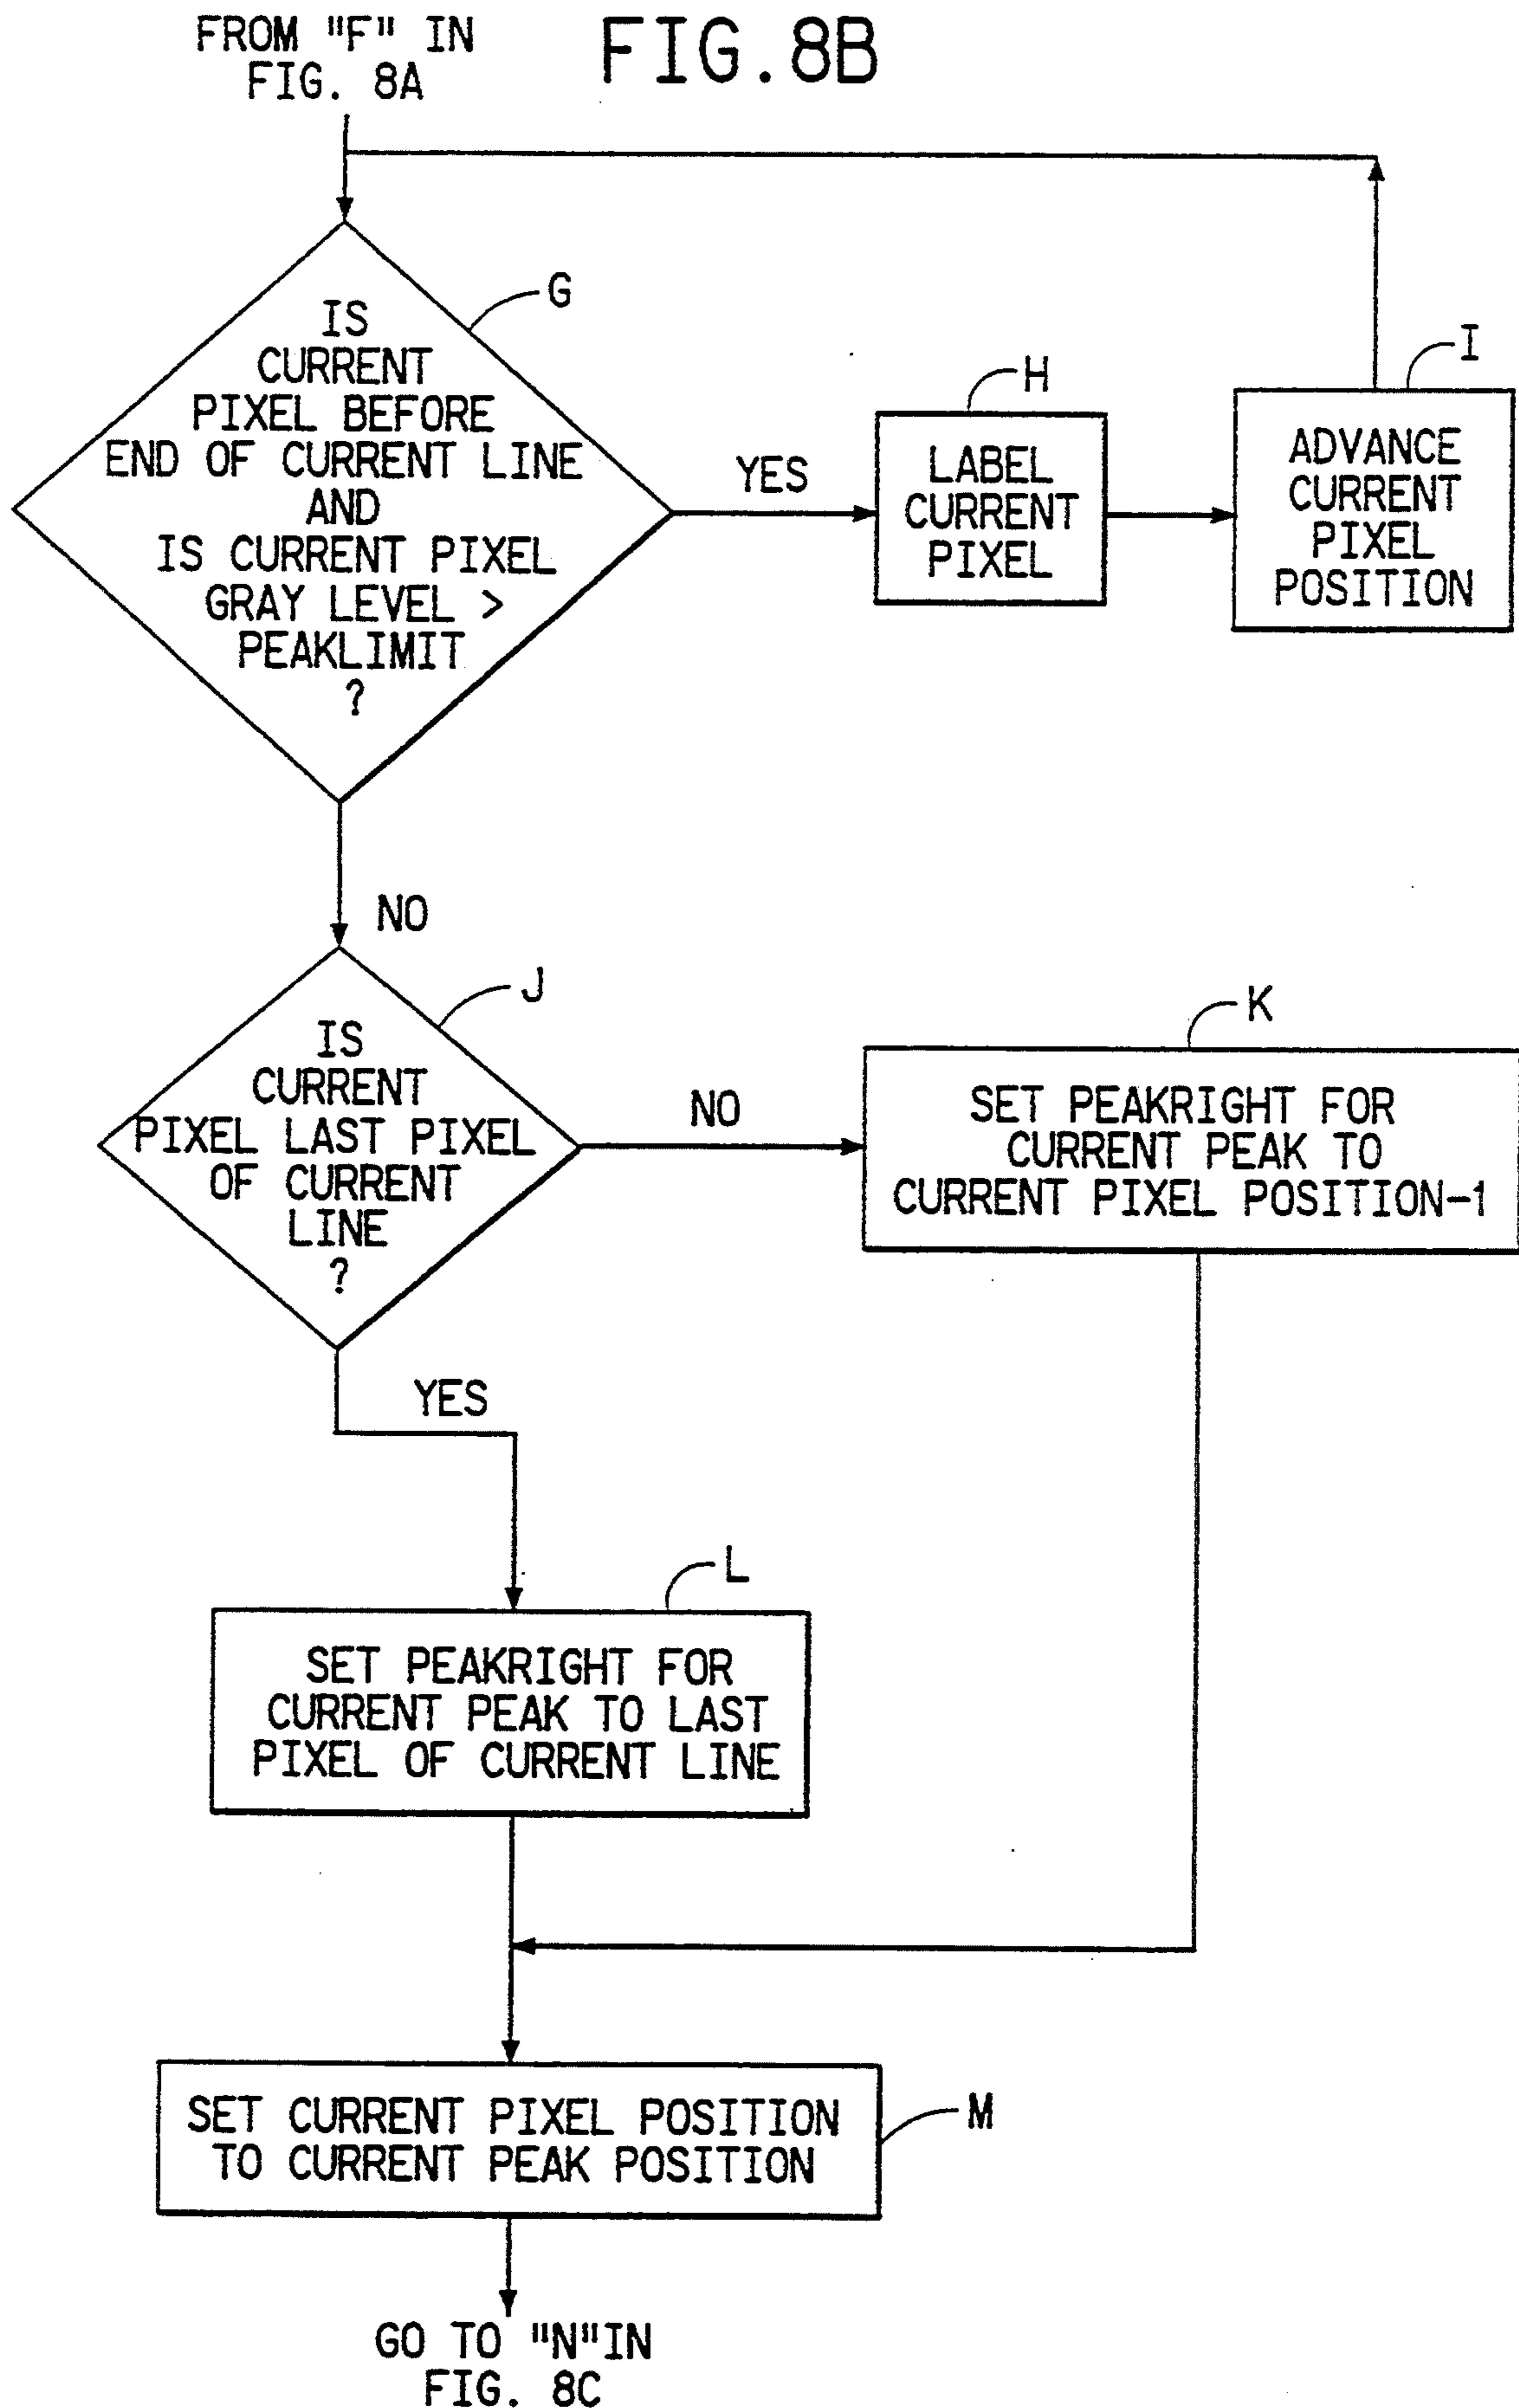 FROM "F" IN
FIG. 8A
FIG.8B
G
IS
CURRENT
PIXEL BEFORE
END OF CURRENT LINE
AND
IS CURRENT PIXEL
GRAY LEVEL >
PEAKLIMIT
?
YES
H
LABEL
CURRENT
PIXEL
I
ADVANCE
CURRENT
PIXEL
POSITION
NO
J
IS
CURRENT
PIXEL LAST PIXEL
OF CURRENT
LINE
?
NO
K
SET PEAKRIGHT FOR
CURRENT PEAK TO
CURRENT PIXEL POSITION-1
YES
L
SET PEAKRIGHT FOR
CURRENT PEAK TO LAST
PIXEL OF CURRENT LINE
SET CURRENT PIXEL POSITION
TO CURRENT PEAK POSITION
M
GO TO "N"IN
FIG. 8C